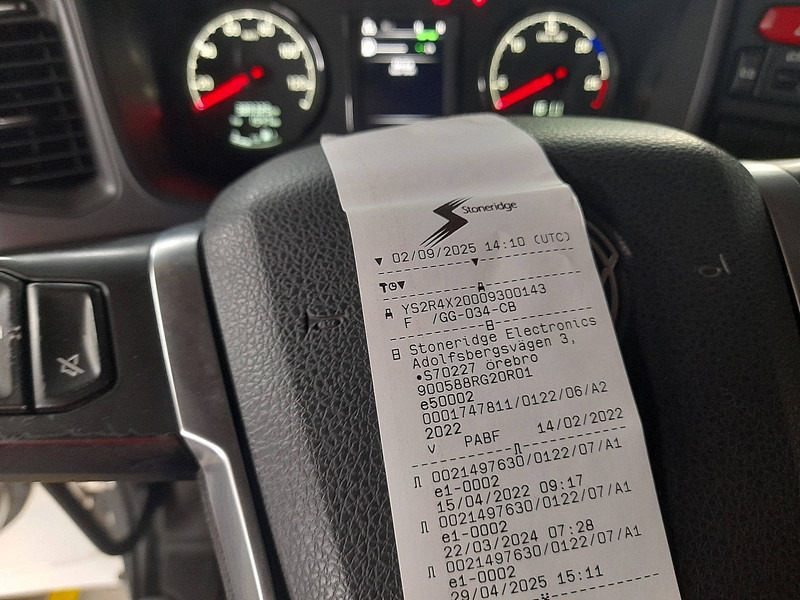 Stoneridge
▼ 02/09/2025 14:10 (UTC)
YS2R4X20009300143
F /GG-034-CB
Stoneridge Electronics
Adolfsbergsvägen 3,
•S70227 örebro
900588RG20R01
e50002
0001747811/0122/06/A2
2022
v PABF 14/02/2022
0021497630/0122/07/A1
e1-0002
15/04/2022 09:17
0021497630/0122/07/A1
e1-0002
22/03/2024 07:28
0021497630/0122/07/A1
e1-0002
29/04/2025 15:11